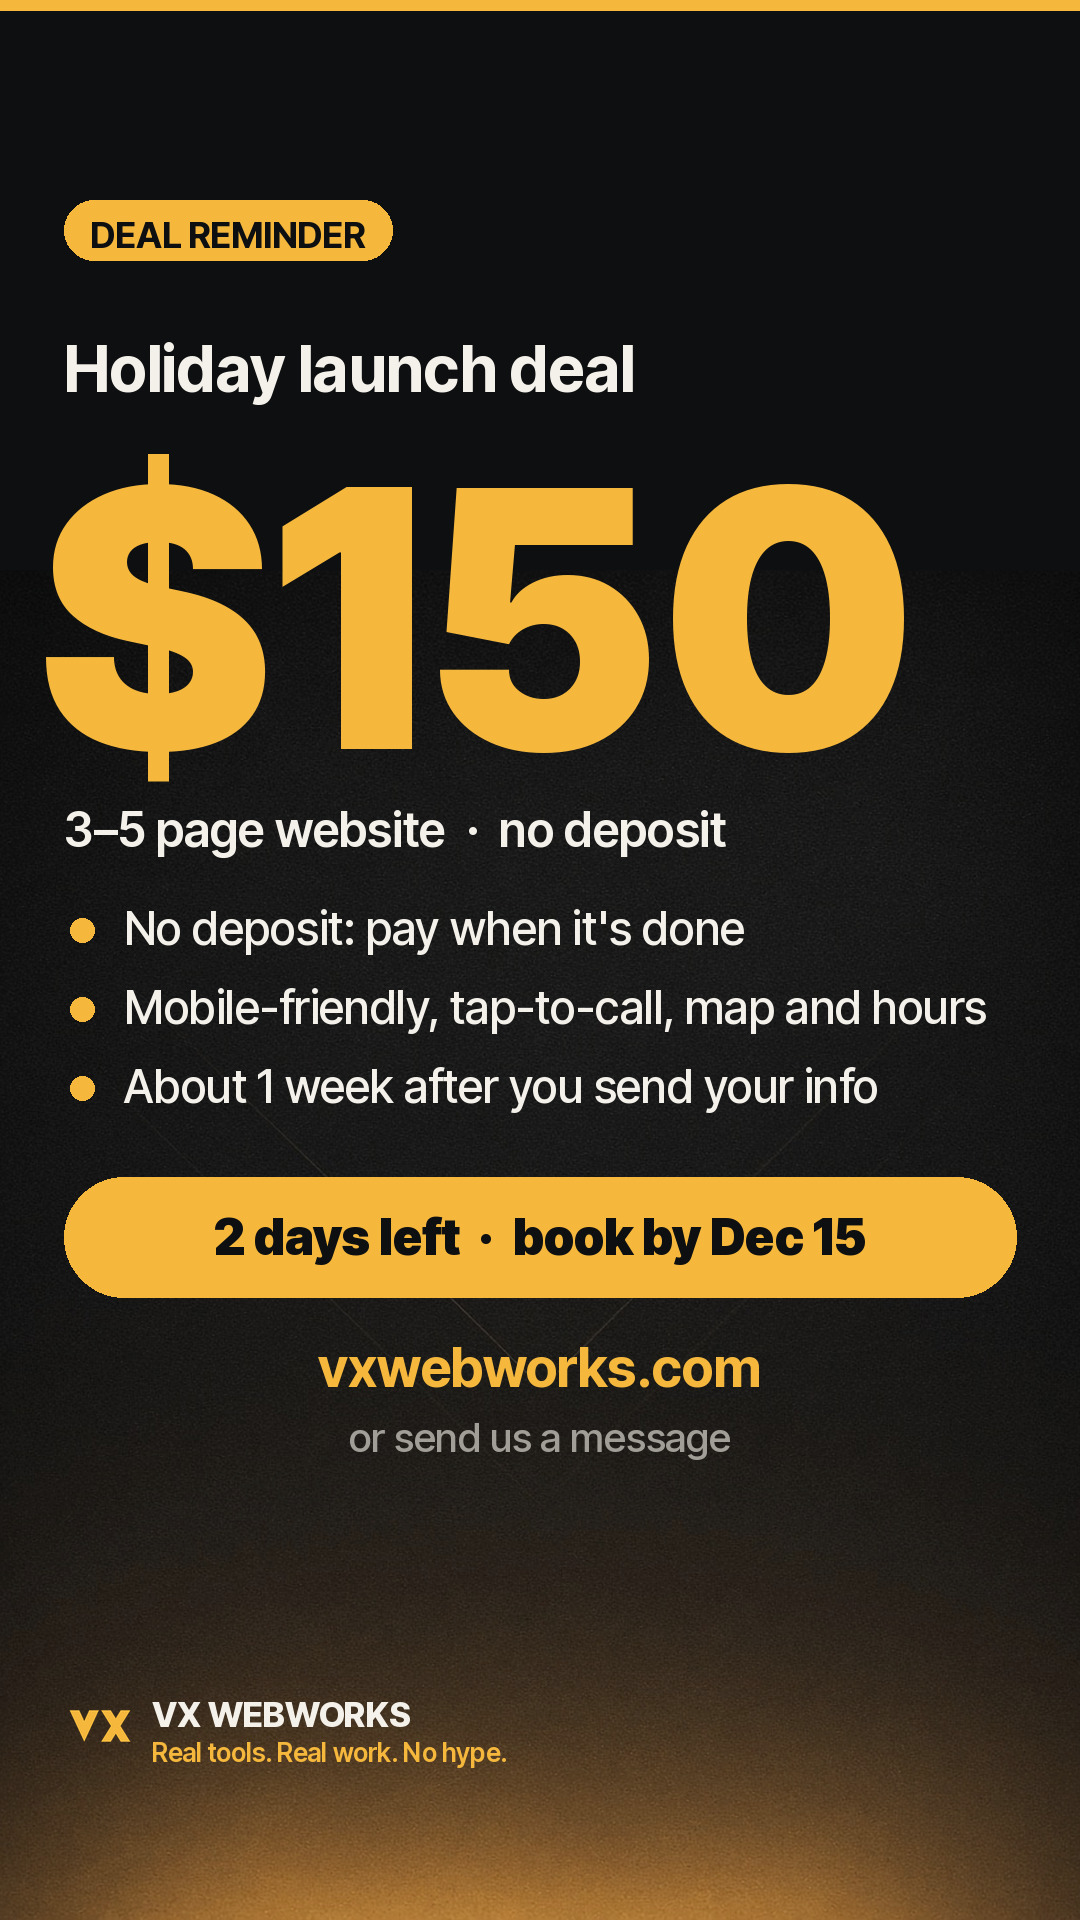 DEAL REMINDER
Holiday launch deal
$150
3–5 page website · no deposit
No deposit: pay when it's done
Mobile-friendly, tap-to-call, map and hours
About 1 week after you send your info
2 days left · book by Dec 15
vxwebworks.com
or send us a message
VX VX WEBWORKS
Real tools. Real work. No hype.